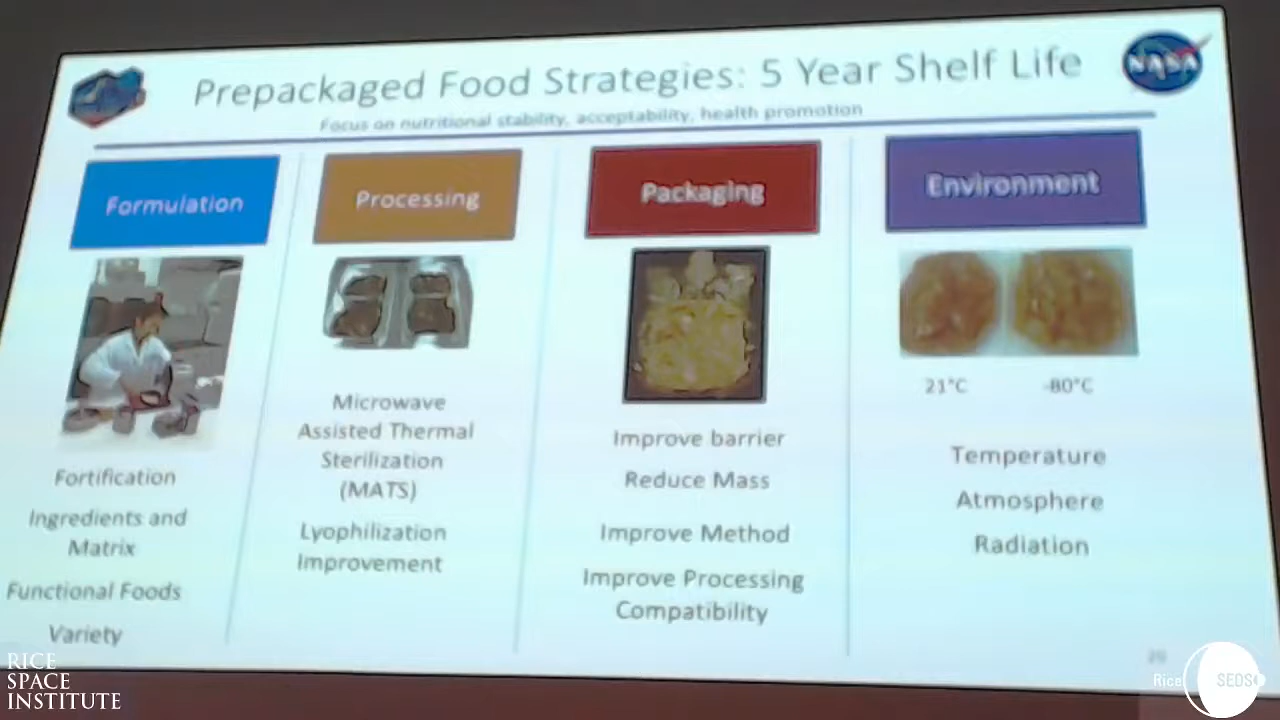 Prepackaged Food Strategies: 5 Year Shelf Life
NASA
Focus on nutritional stability, acceptability, health promotion
Formulation
Fortification
Ingredients and
Matrix
Functional Foods
Variety
Processing
Microwave
Assisted Thermal
Sterilization
(MATS)
Lyophilization
Improvement
Packaging
Improve barrier
Reduce Mass
Improve Method
Improve Processing
Compatibility
Environment
21°C -80°C
Temperature
Atmosphere
Radiation
RICE
SPACE
INSTITUTE
Rice SEDS